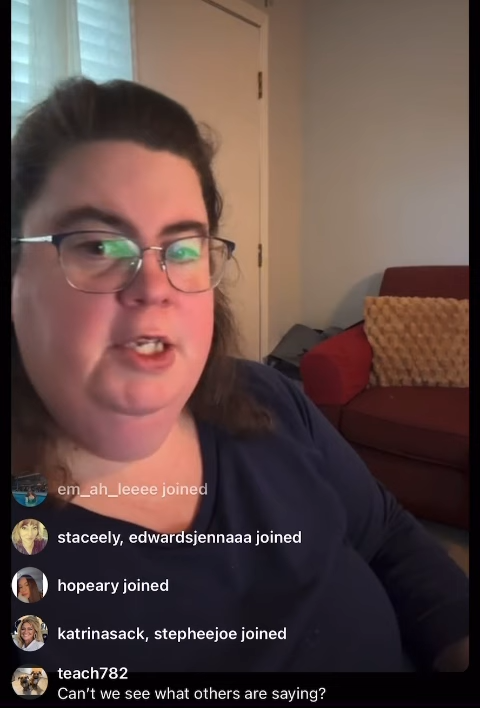 em_ah_leeee joined
staceely, edwardsjennaaa joined
hopeary joined
katrinasack, stepheejoe joined
teach782
Can’t we see what others are saying?